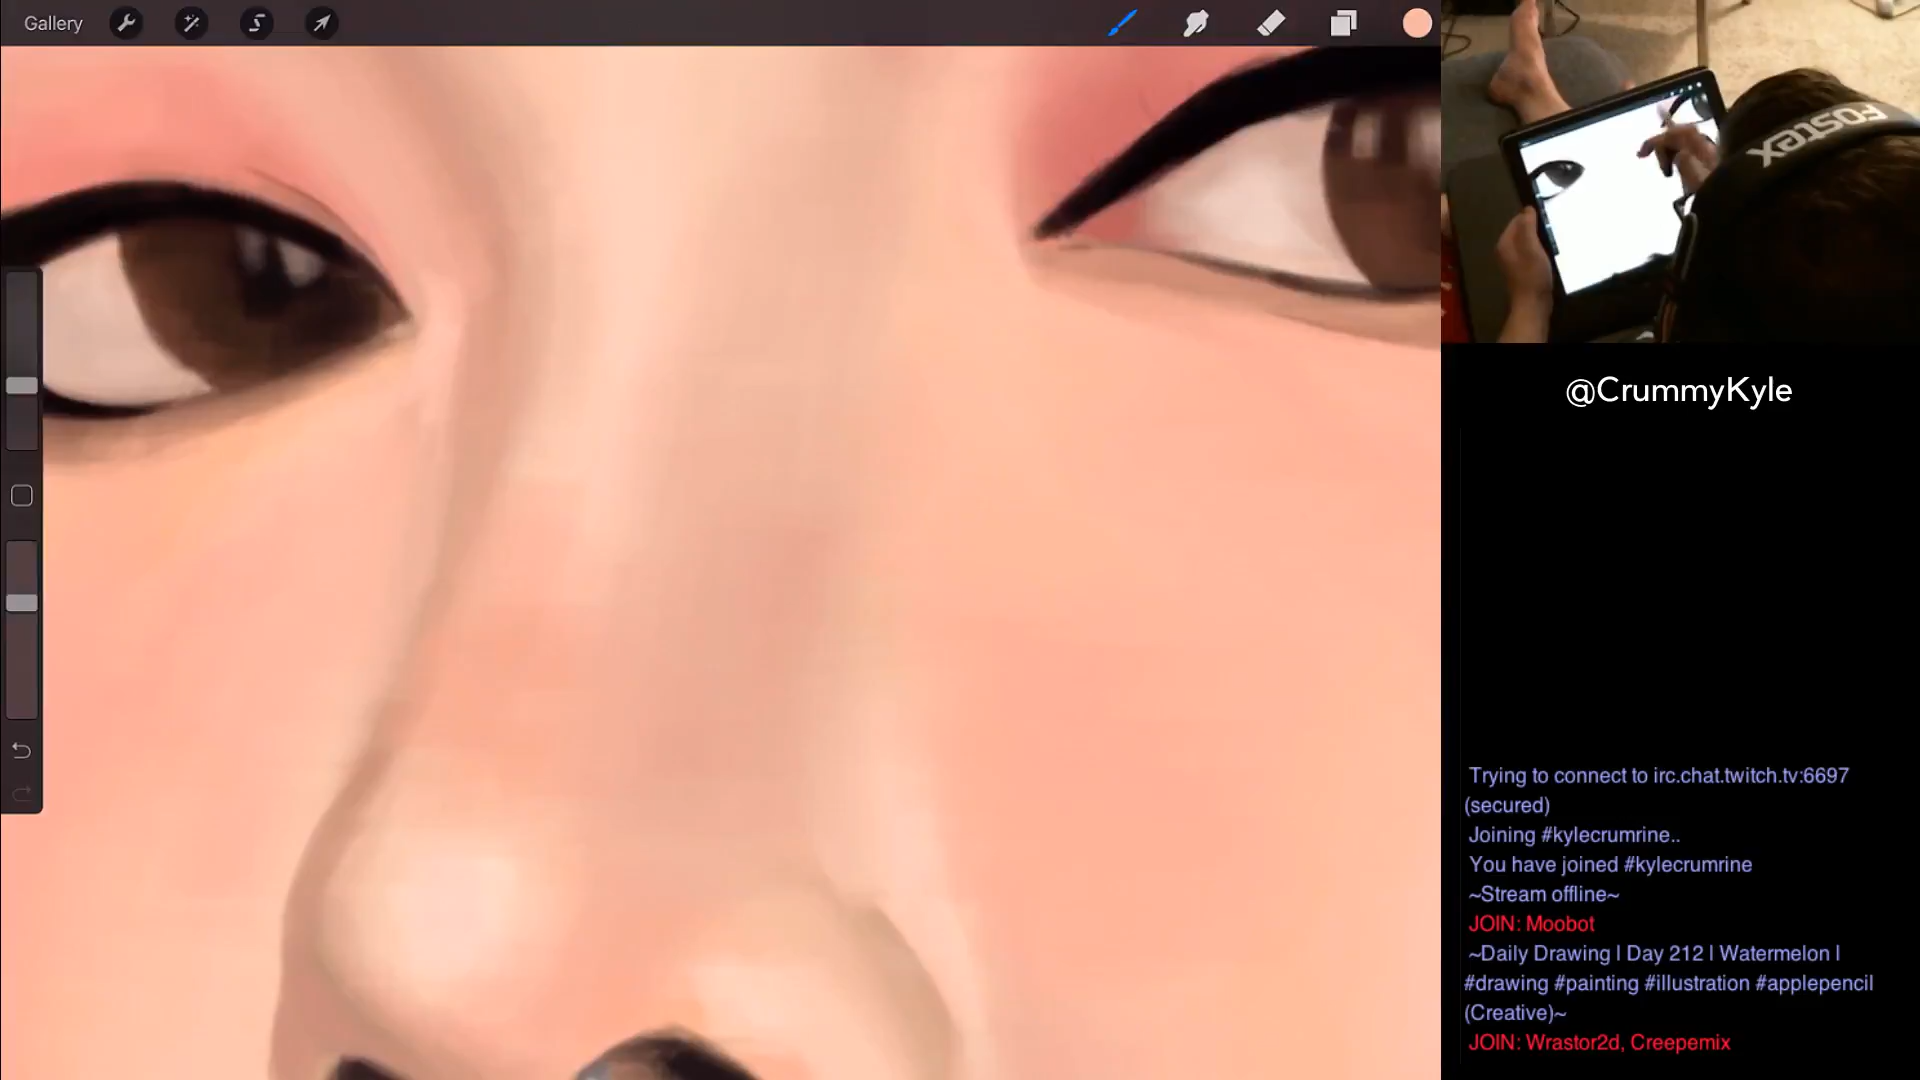 Gallery
FOSTEX
@CrummyKyle
Trying to connect to irc.chat.twitch.tv:6697
(secured)
Joining #kylecrumrine..
You have joined #kylecrumrine
~Stream offline~
JOIN: Moobot
~Daily Drawing | Day 212 | Watermelon |
#drawing #painting #illustration #applepencil
(Creative)~
JOIN: Wrastor2d, Creepemix